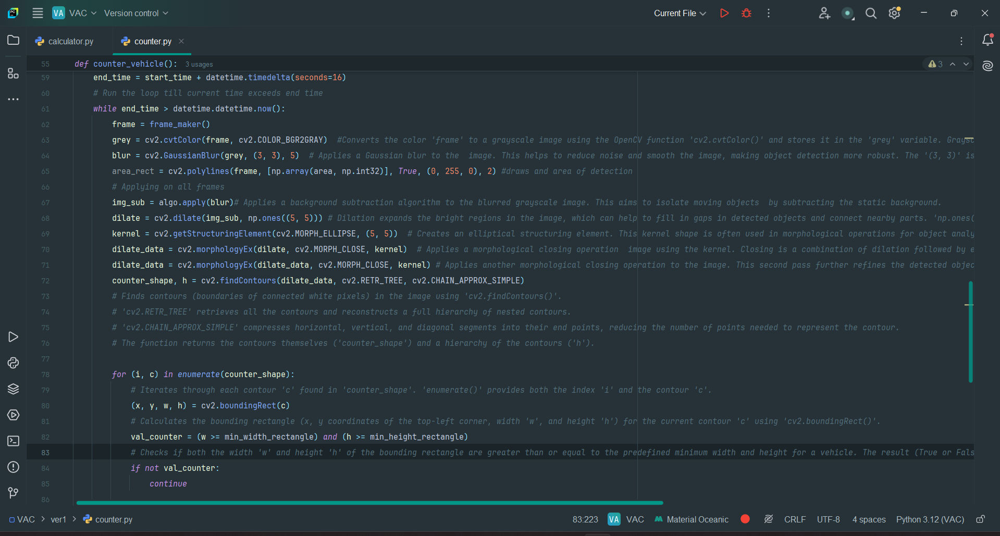 VA VAC Version control Current File
calculator.py counter.py
55 def counter_vehicle(): 3 usages 3
59 end_time = start_time + datetime.timedelta(seconds=16)
60 # Run the loop till current time exceeds end time
61 while end_time > datetime.datetime.now():
62 frame = frame_maker()
63 grey = cv2.cvtColor(frame, cv2.COLOR_BGR2GRAY) #Converts the color 'frame' to a grayscale image using the OpenCV function 'cv2.cvtColor()' and stores it in the 'grey' variable. Graysc
64 blur = cv2.GaussianBlur(grey, (3, 3), 5) # Applies a Gaussian blur to the image. This helps to reduce noise and smooth the image, making object detection more robust. The '(3, 3)' is
65 area_rect = cv2.polylines(frame, [np.array(area, np.int32)], True, (0, 255, 0), 2) #draws and area of detection
66 # Applying on all frames
67 img_sub = algo.apply(blur)# Applies a background subtraction algorithm to the blurred grayscale image. This aims to isolate moving objects by subtracting the static background.
68 dilate = cv2.dilate(img_sub, np.ones((5, 5))) # Dilation expands the bright regions in the image, which can help to fill in gaps in detected objects and connect nearby parts. 'np.ones(
69 kernel = cv2.getStructuringElement(cv2.MORPH_ELLIPSE, (5, 5)) # Creates an elliptical structuring element. This kernel shape is often used in morphological operations for object analy
70 dilate_data = cv2.morphologyEx(dilate, cv2.MORPH_CLOSE, kernel) # Applies a morphological closing operation image using the kernel. Closing is a combination of dilation followed by e
71 dilate_data = cv2.morphologyEx(dilate_data, cv2.MORPH_CLOSE, kernel) # Applies another morphological closing operation to the image. This second pass further refines the detected objec
72 counter_shape, h = cv2.findContours(dilate_data, cv2.RETR_TREE, cv2.CHAIN_APPROX_SIMPLE)
73 # Finds contours (boundaries of connected white pixels) in the image using 'cv2.findContours()'.
74 # 'cv2.RETR_TREE' retrieves all the contours and reconstructs a full hierarchy of nested contours.
75 # 'cv2.CHAIN_APPROX_SIMPLE' compresses horizontal, vertical, and diagonal segments into their end points, reducing the number of points needed to represent the contour.
76 # The function returns the contours themselves ('counter_shape') and a hierarchy of the contours ('h').
77
78 for (i, c) in enumerate(counter_shape):
79 # Iterates through each contour 'c' found in 'counter_shape'. 'enumerate()' provides both the index 'i' and the contour 'c'.
80 (x, y, w, h) = cv2.boundingRect(c)
81 # Calculates the bounding rectangle (x, y coordinates of the top-left corner, width 'w', and height 'h') for the current contour 'c' using 'cv2.boundingRect()'.
82 val_counter = (w >= min_width_rectangle) and (h >= min_height_rectangle)
83 # Checks if both the width 'w' and height 'h' of the bounding rectangle are greater than or equal to the predefined minimum width and height for a vehicle. The result (True or Fals
84 if not val_counter:
85 continue
86
VAC > ver1 > counter.py 83:223 VA VAC Material Oceanic CRLF UTF-8 4 spaces Python 3.12 (VAC)